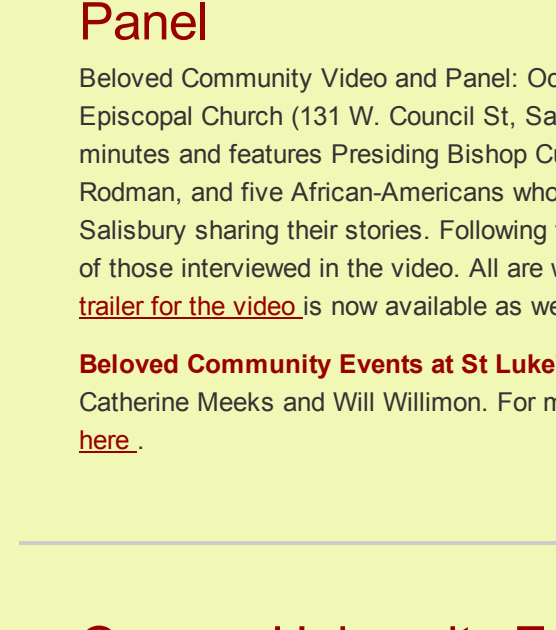 Panel
Beloved Community Video and Panel: Oc
Episcopal Church (131 W. Council St, Sa
minutes and features Presiding Bishop Cu
Rodman, and five African-Americans who
Salisbury sharing their stories. Following
of those interviewed in the video. All are
trailer for the video is now available as we
Beloved Community Events at St Luke
Catherine Meeks and Will Willimon. For m
here .